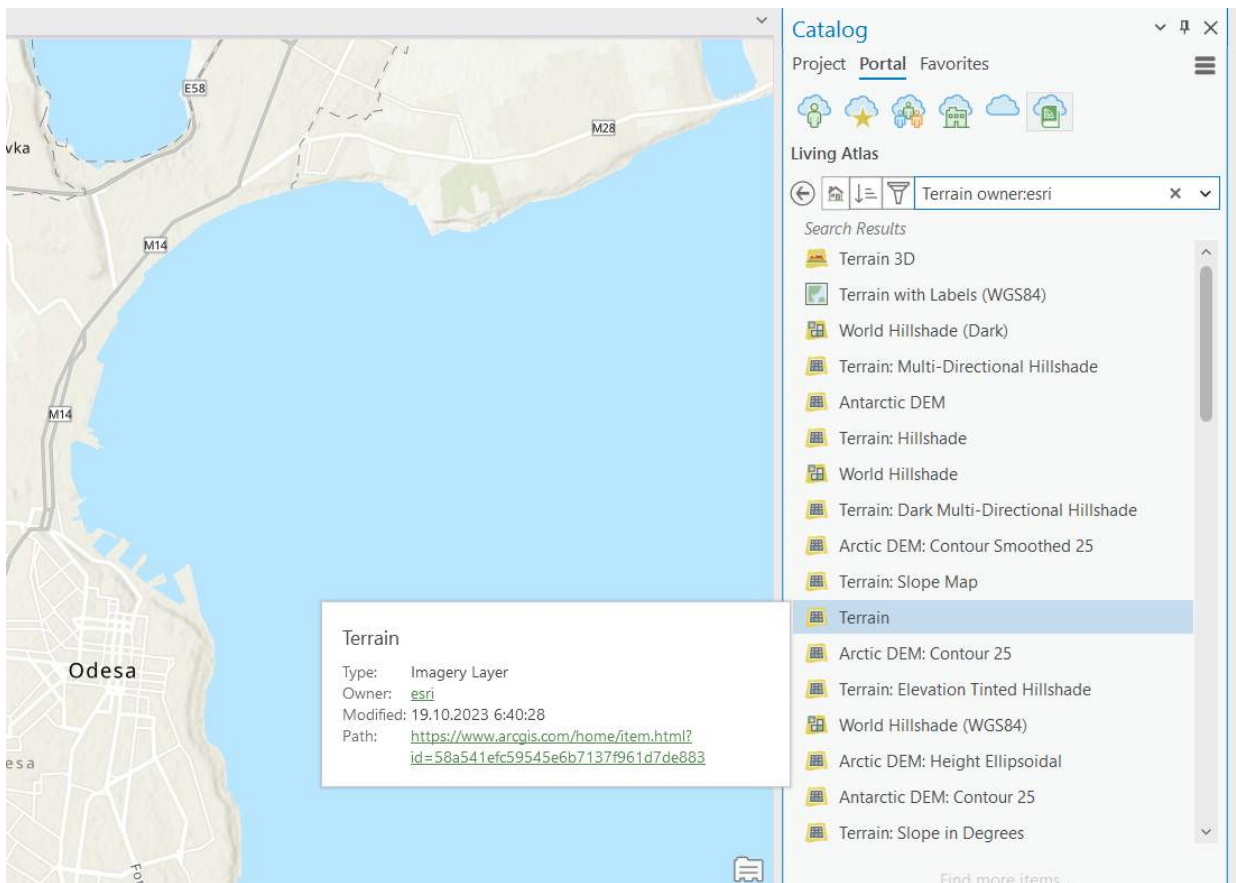 E58
M28
vka
M14
M14
Odesa
esa
Fon
Terrain
Type: Imagery Layer
Owner: esri
Modified: 19.10.2023 6:40:28
Path: https://www.arcgis.com/home/item.html?
id=58a541efc59545e6b7137f961d7de883
Catalog
Project Portal Favorites
Living Atlas
Terrain owner:esri
Search Results
Terrain 3D
Terrain with Labels (WGS84)
World Hillshade (Dark)
Terrain: Multi-Directional Hillshade
Antarctic DEM
Terrain: Hillshade
World Hillshade
Terrain: Dark Multi-Directional Hillshade
Arctic DEM: Contour Smoothed 25
Terrain: Slope Map
Terrain
Arctic DEM: Contour 25
Terrain: Elevation Tinted Hillshade
World Hillshade (WGS84)
Arctic DEM: Height Ellipsoidal
Antarctic DEM: Contour 25
Terrain: Slope in Degrees
Find more items